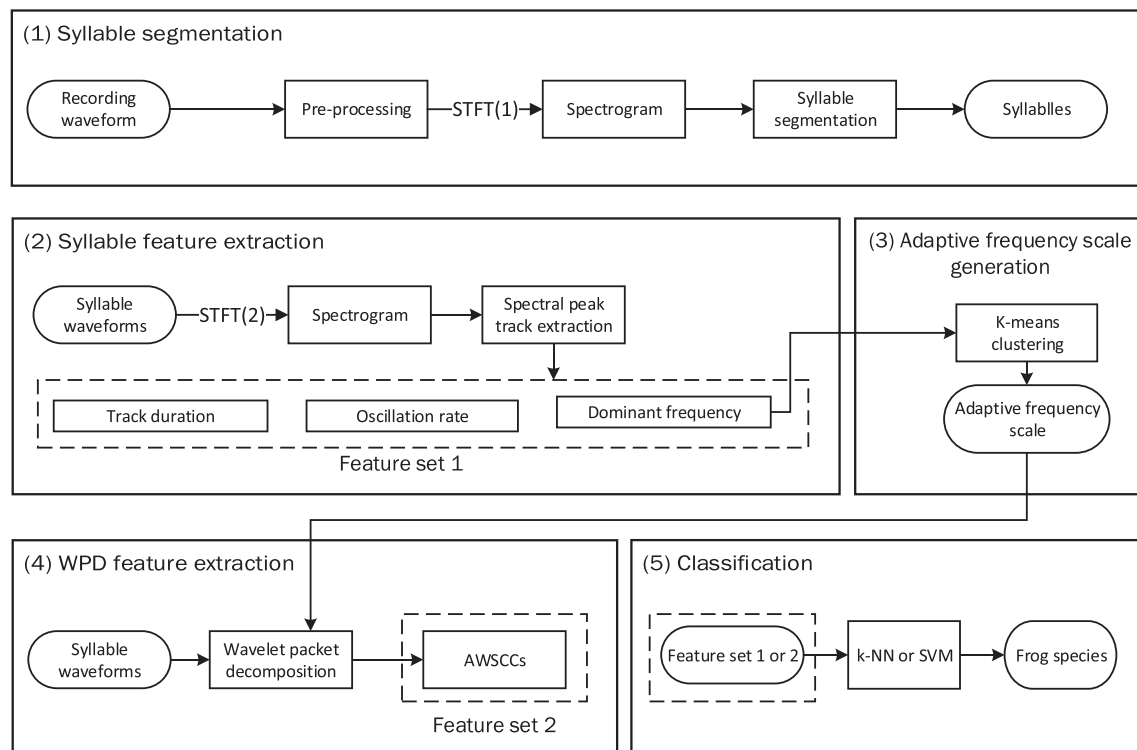 (1) Syllable segmentation
Recording
waveform
Pre-processing
STFT(1)
Spectrogram
Syllable
segmentation
Syllablles
(2) Syllable feature extraction
Syllable
waveforms
STFT(2)
Spectrogram
Spectral peak
track extraction
Track duration
Oscillation rate
Dominant frequency
Feature set 1
(3) Adaptive frequency scale
generation
K-means
clustering
Adaptive frequency
scale
(4) WPD feature extraction
Syllable
waveforms
Wavelet packet
decomposition
AWSCCs
Feature set 2
(5) Classification
Feature set 1 or 2
k-NN or SVM
Frog species